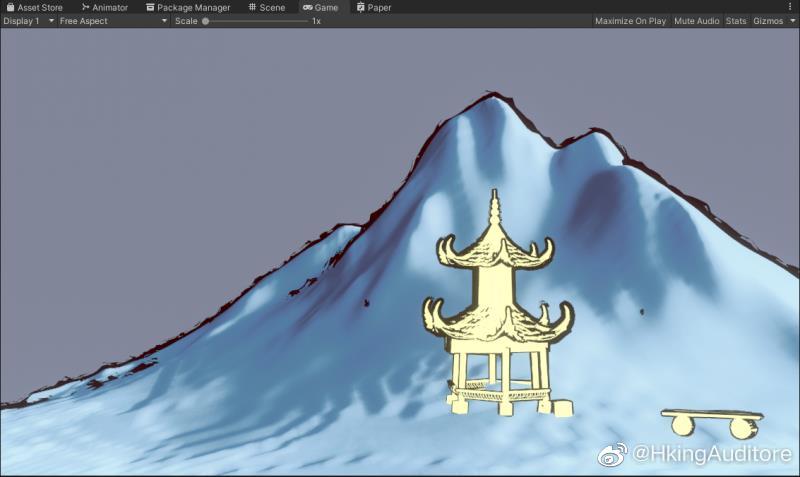 Asset Store Animator Package Manager Scene Game Paper
Display 1 Free Aspect Scale 1x Maximize On Play Mute Audio Stats Gizmos
@HkingAuditore